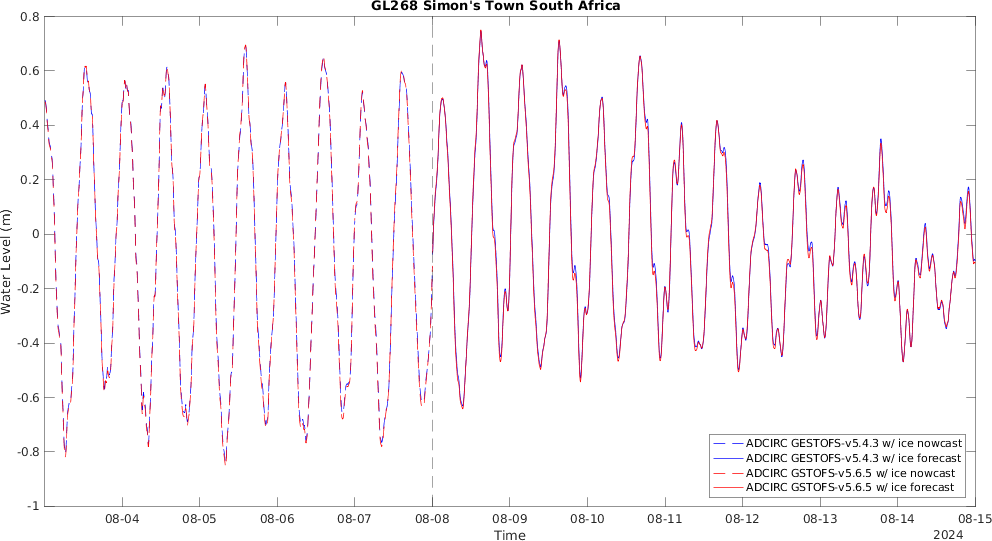 GL268 Simon's Town South Africa
0.8
0.6
0.4
0.2
0
-0.2
-0.4
-0.6
-0.8
-1
Water Level (m)
ADCIRC GESTOFS-v5.4.3 w/ ice nowcast
ADCIRC GESTOFS-v5.4.3 w/ ice forecast
ADCIRC GSTOFS-v5.6.5 w/ ice nowcast
ADCIRC GSTOFS-v5.6.5 w/ ice forecast
08-04 08-05 08-06 08-07 08-08 08-09 08-10 08-11 08-12 08-13 08-14 08-15
Time
2024